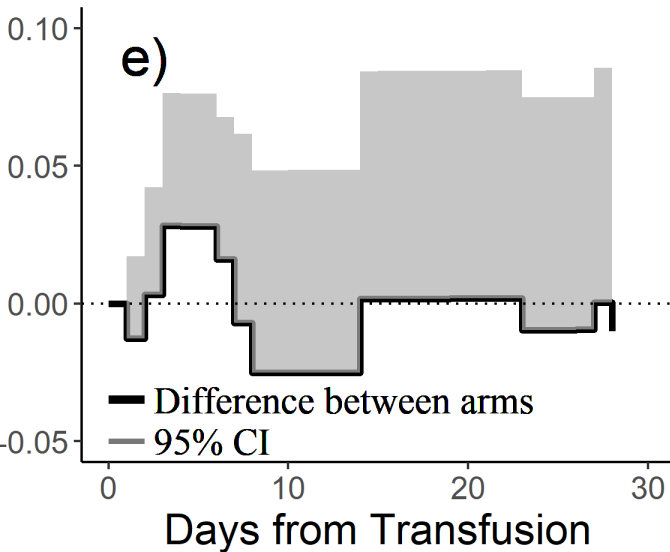 0.10
e)
0.05
0.00
Difference between arms
95% CI
-0.05
0 10 20 30
Days from Transfusion